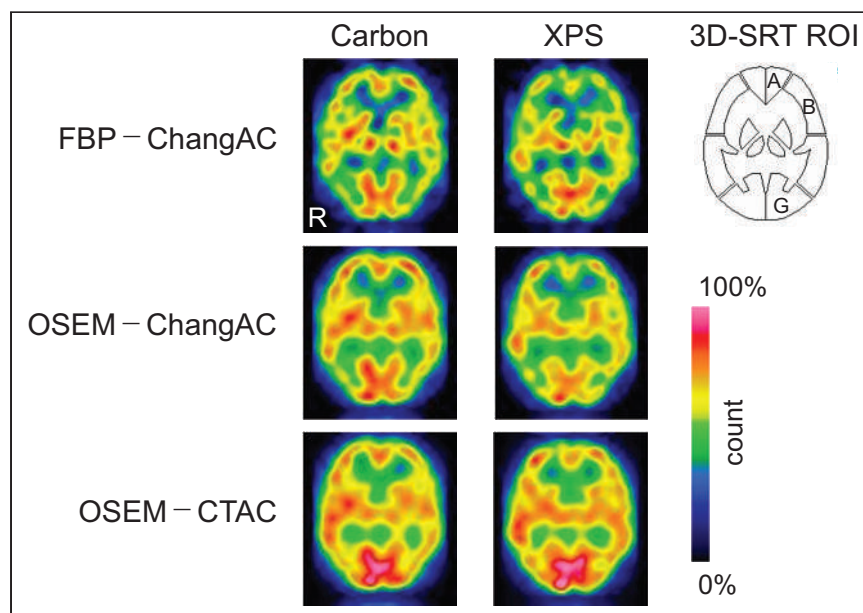 Carbon XPS 3D-SRT ROI
A
B
FBP－ChangAC
R
G
100%
OSEM－ChangAC
count
OSEM－CTAC
0%